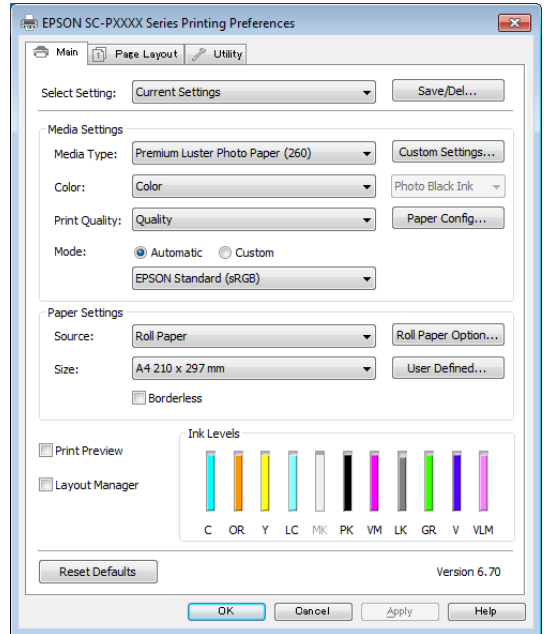 EPSON SC-PXXXX Series Printing Preferences
Main Page Layout Utility
Select Setting: Current Settings Save/Del...
Media Settings
Media Type: Premium Luster Photo Paper (260) Custom Settings...
Color: Color Photo Black Ink
Print Quality: Quality Paper Config...
Mode: Automatic Custom
EPSON Standard (sRGB)
Paper Settings
Source: Roll Paper Roll Paper Option...
Size: A4 210 x 297 mm User Defined...
Borderless
Ink Levels
Print Preview
Layout Manager
C OR Y LC MK PK VM LK GR V VLM
Reset Defaults Version 6.70
OK Cancel Apply Help